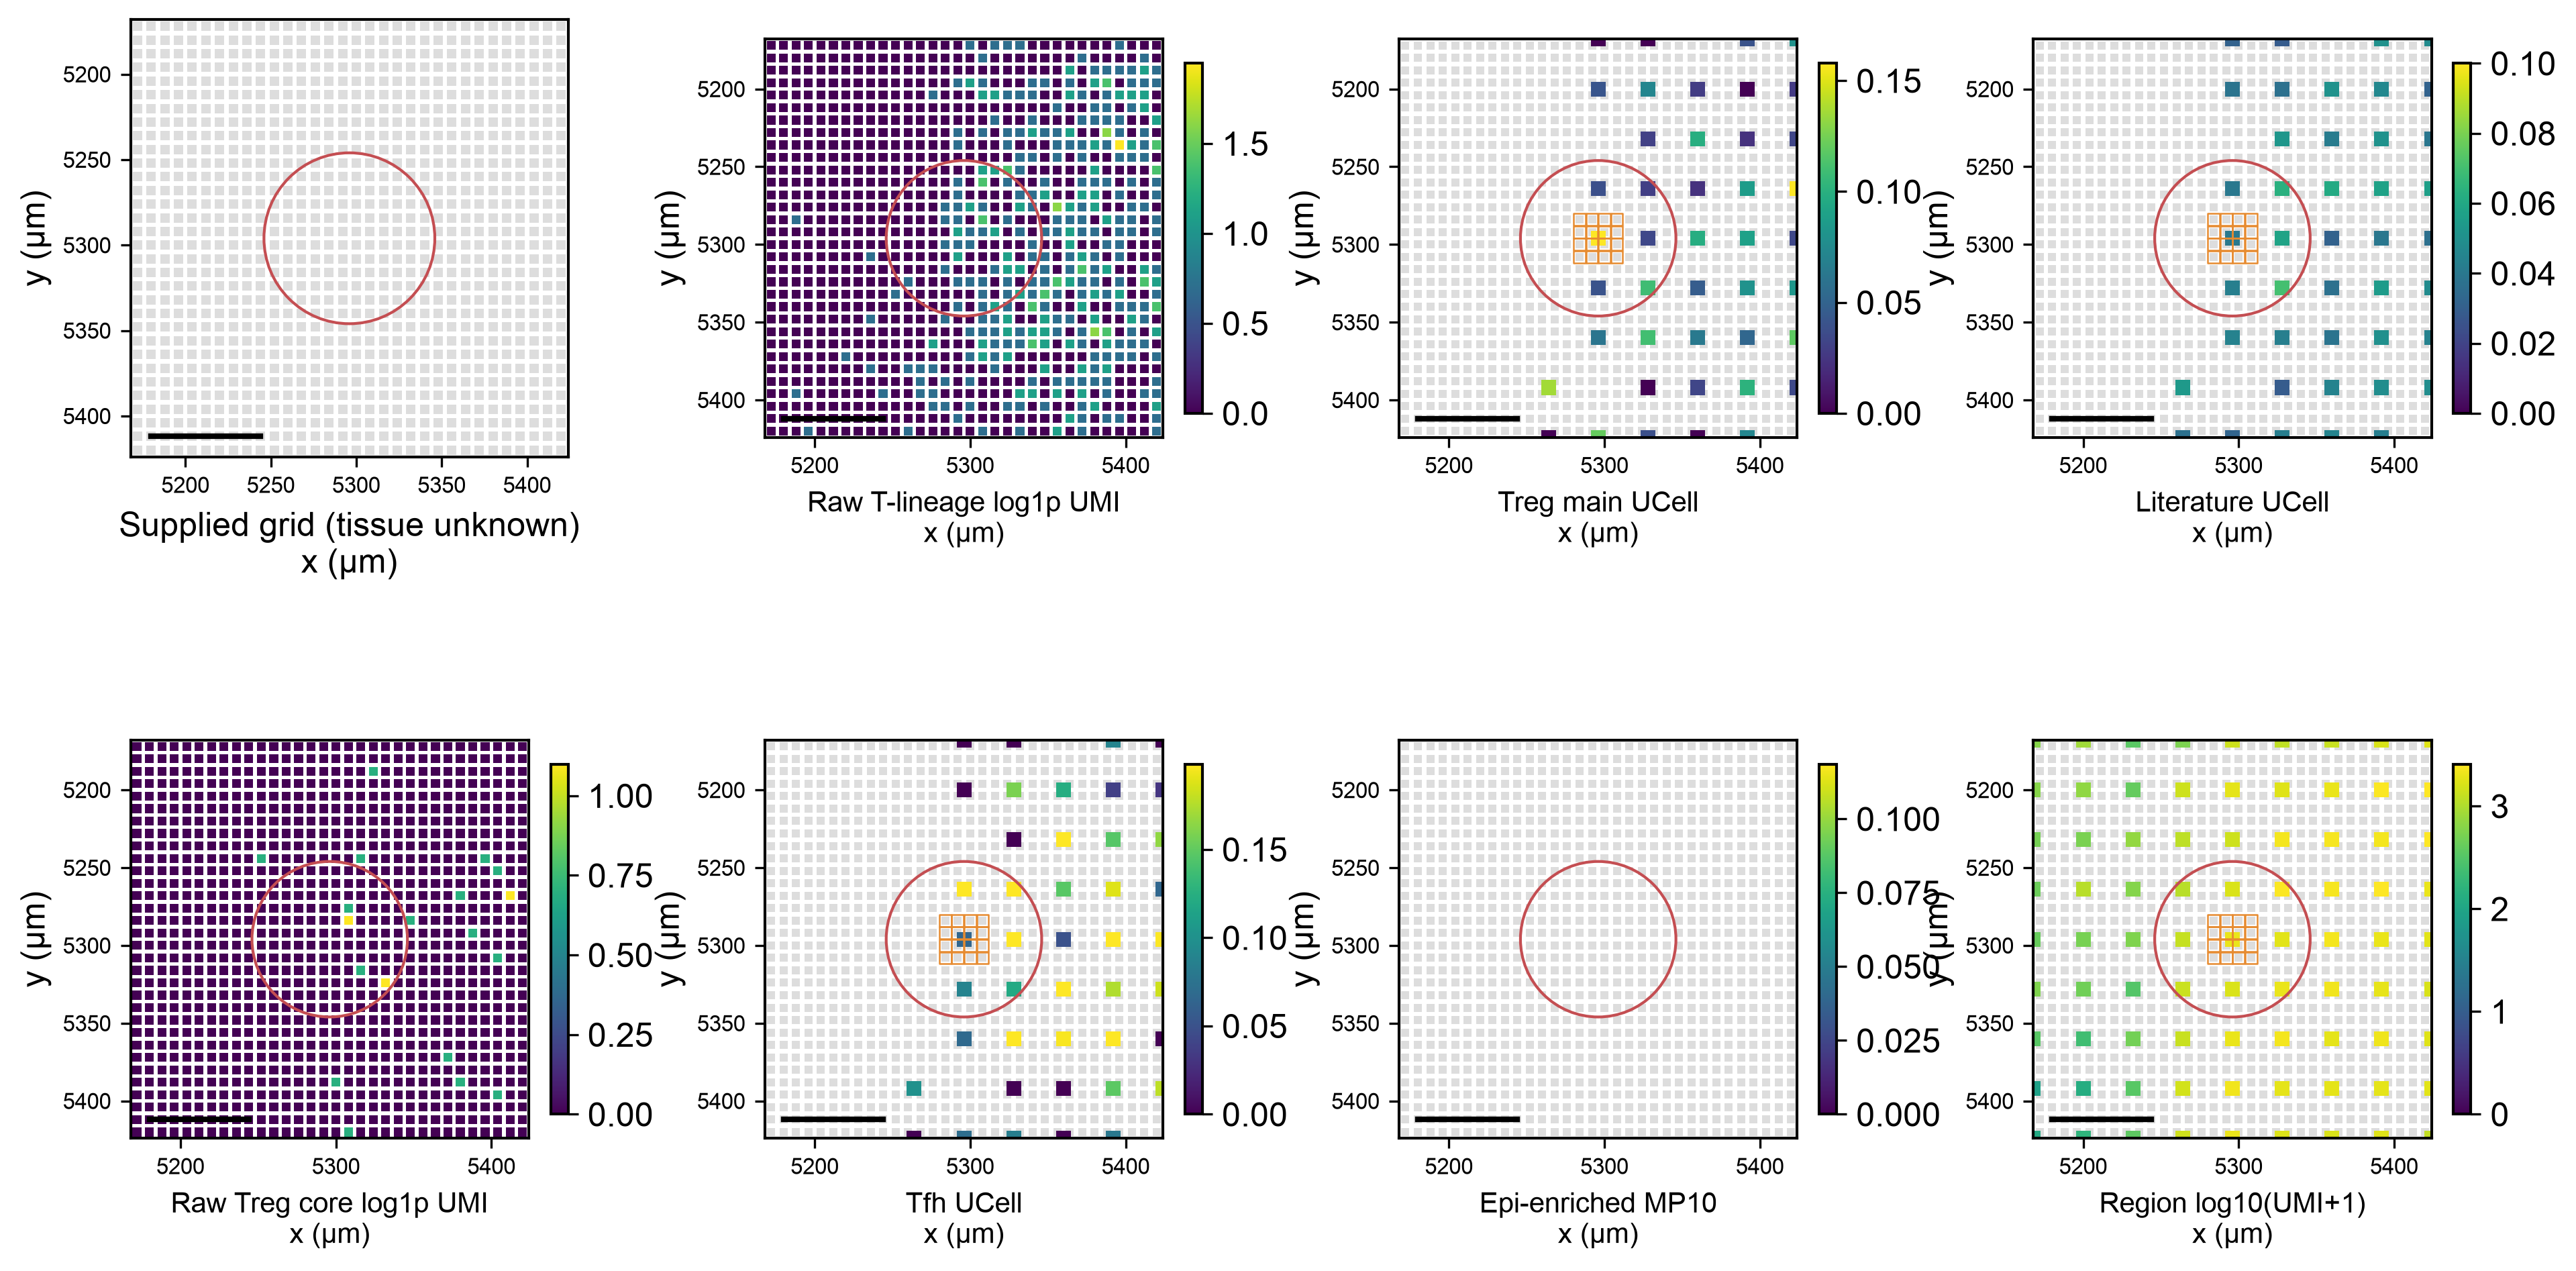 5200
5250
5300
5350
5400
y (µm)
5200 5250 5300 5350 5400
Supplied grid (tissue unknown)
x (µm)
5200
5250
5300
5350
5400
y (µm)
5200 5300 5400
Raw T-lineage log1p UMI
x (µm)
1.5
1.0
0.5
0.0
5200
5250
5300
5350
5400
y (µm)
5200 5300 5400
Treg main UCell
x (µm)
0.15
0.10
0.05
0.00
5200
5250
5300
5350
5400
y (µm)
5200 5300 5400
Literature UCell
x (µm)
0.10
0.08
0.06
0.04
0.02
0.00
5200
5250
5300
5350
5400
y (µm)
5200 5300 5400
Raw Treg core log1p UMI
x (µm)
1.00
0.75
0.50
0.25
0.00
5200
5250
5300
5350
5400
y (µm)
5200 5300 5400
Tfh UCell
x (µm)
0.15
0.10
0.05
0.00
5200
5250
5300
5350
5400
y (µm)
5200 5300 5400
Epi-enriched MP10
x (µm)
0.100
0.075
0.050
0.025
0.000
5200
5250
5300
5350
5400
y (µm)
5200 5300 5400
Region log10(UMI+1)
x (µm)
3
2
1
0